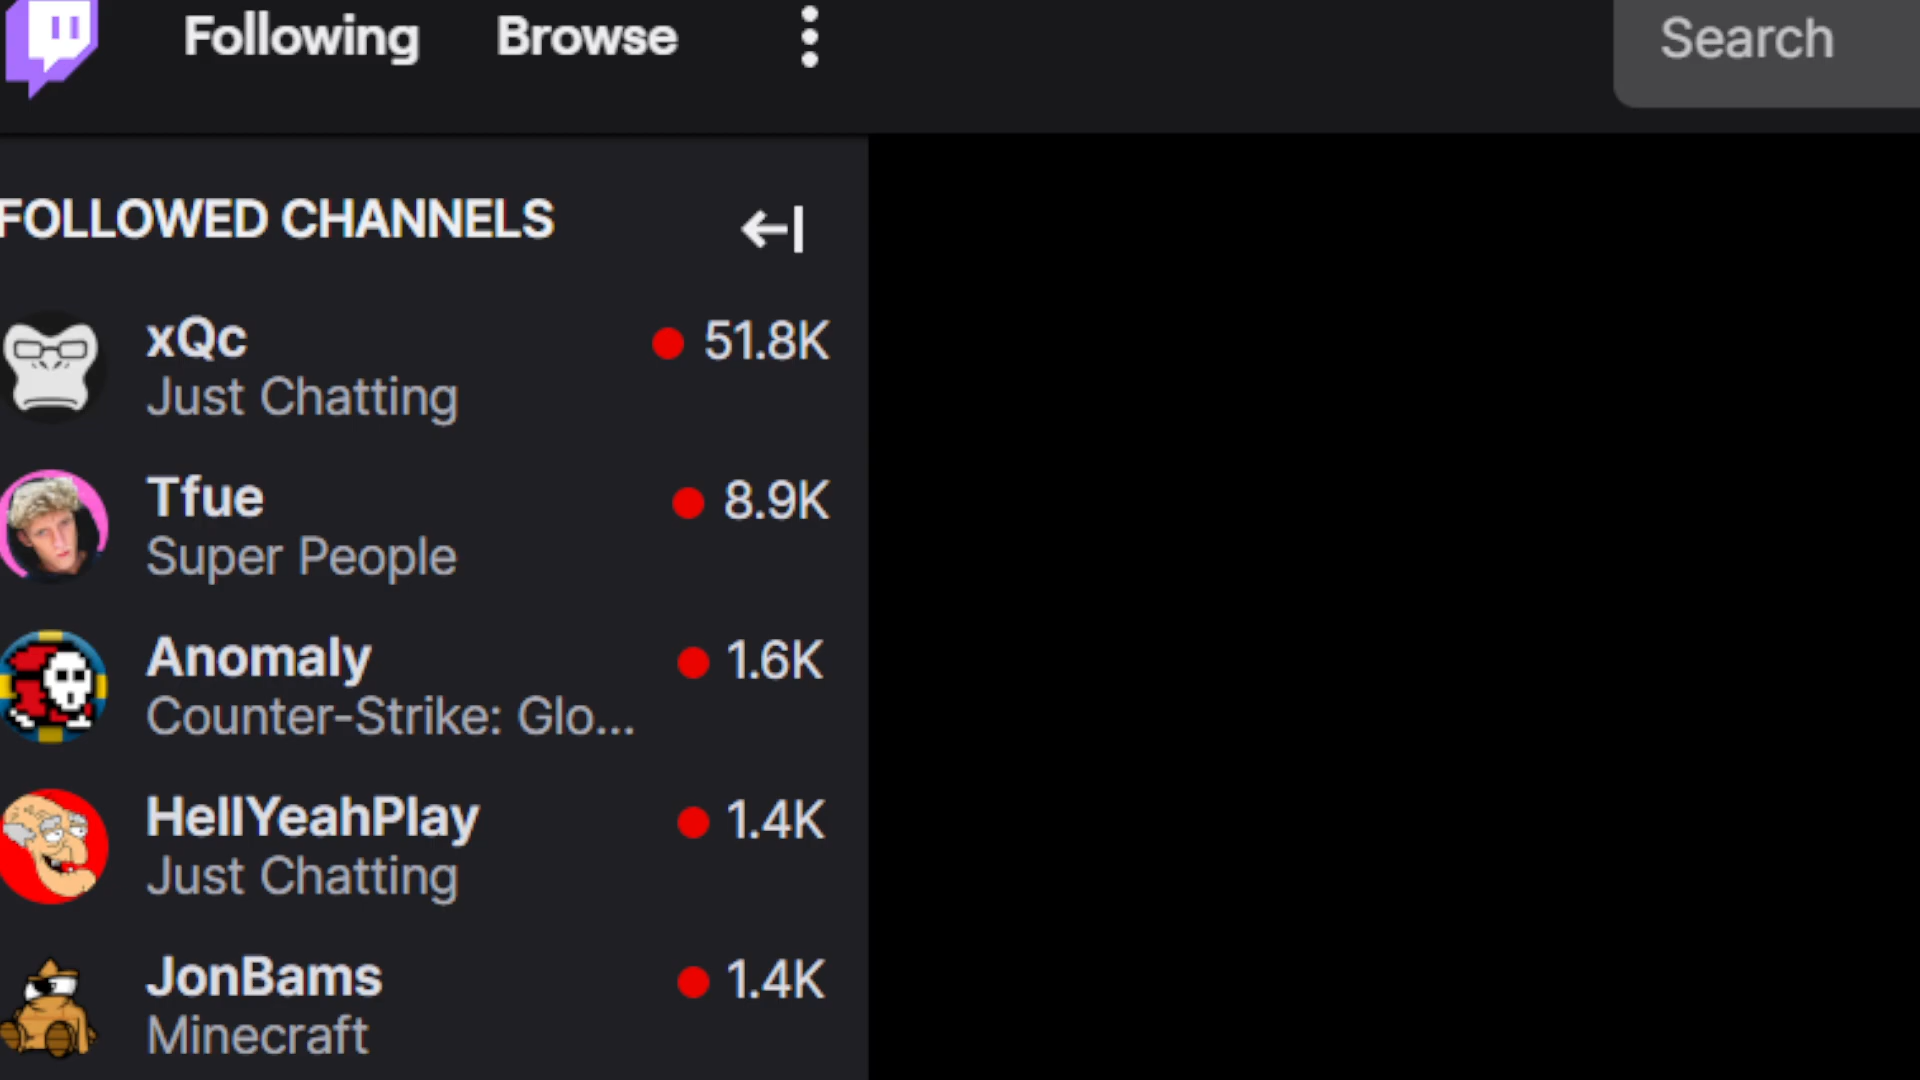 Following Browse Search
FOLLOWED CHANNELS
xQc 51.8K
Just Chatting
Tfue 8.9K
Super People
Anomaly 1.6K
Counter-Strike: Glo...
HellYeahPlay 1.4K
Just Chatting
JonBams 1.4K
Minecraft